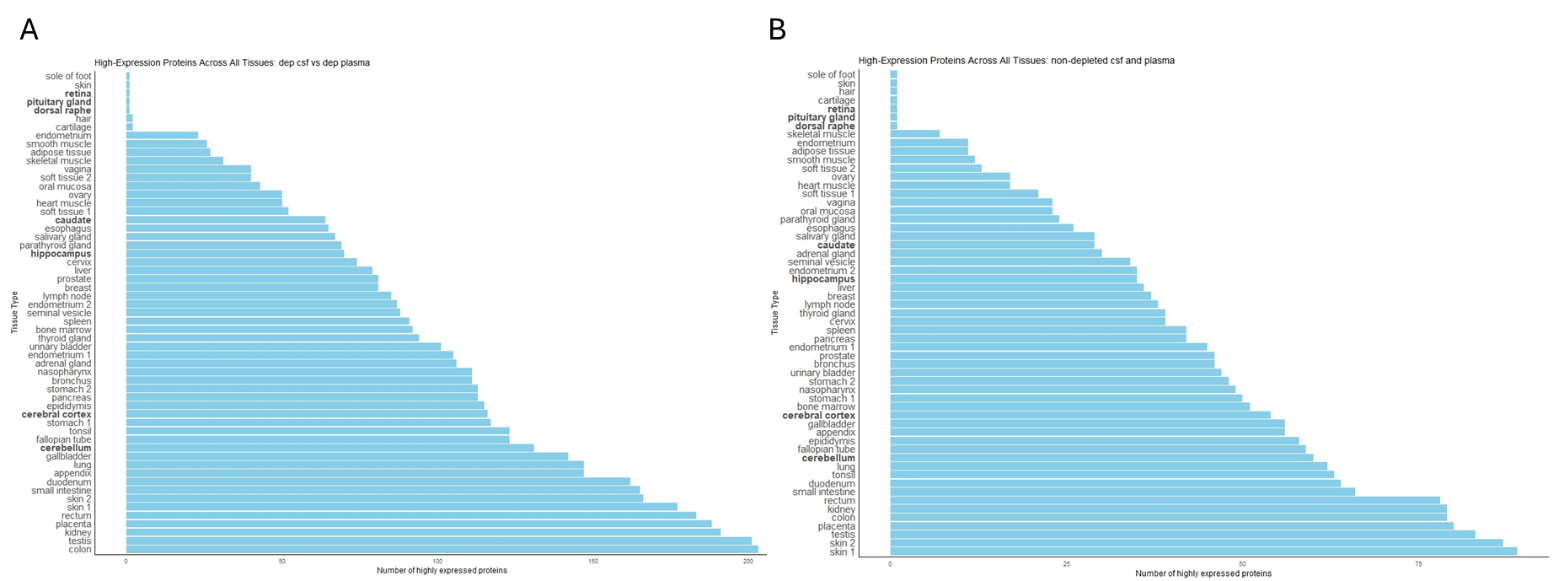 A
B
High-Expression Proteins Across All Tissues: dep csf vs dep plasma
sole of foot
skin
retina
pituitary gland
dorsal raphe
hair
cartilage
endometrium
smooth muscle
adipose tissue
skeletal muscle
vagina
soft tissue 2
oral mucosa
ovary
heart muscle
soft tissue 1
caudate
esophagus
salivary gland
parathyroid gland
hippocampus
cervix
liver
prostate
breast
lymph node
endometrium 2
seminal vesicle
spleen
bone marrow
thyroid gland
urinary bladder
endometrium 1
adrenal gland
nasopharynx
bronchus
stomach 2
pancreas
epididymis
cerebral cortex
stomach 1
tonsil
fallopian tube
cerebellum
gallbladder
lung
appendix
duodenum
small intestine
skin 2
skin 1
rectum
placenta
kidney
testis
colon
Tissue Type
0 50 100 150 200
Number of highly expressed proteins
High-Expression Proteins Across All Tissues: non-depleted csf and plasma
sole of foot
skin
hair
cartilage
retina
pituitary gland
dorsal raphe
skeletal muscle
endometrium
adipose tissue
smooth muscle
soft tissue 2
ovary
heart muscle
soft tissue 1
vagina
oral mucosa
parathyroid gland
esophagus
salivary gland
caudate
adrenal gland
seminal vesicle
endometrium 2
hippocampus
liver
breast
lymph node
thyroid gland
cervix
spleen
pancreas
endometrium 1
prostate
bronchus
urinary bladder
stomach 2
nasopharynx
stomach 1
bone marrow
cerebral cortex
gallbladder
appendix
epididymis
fallopian tube
cerebellum
lung
tonsil
duodenum
small intestine
rectum
kidney
colon
placenta
testis
skin 2
skin 1
Tissue Type
0 25 50 75
Number of highly expressed proteins